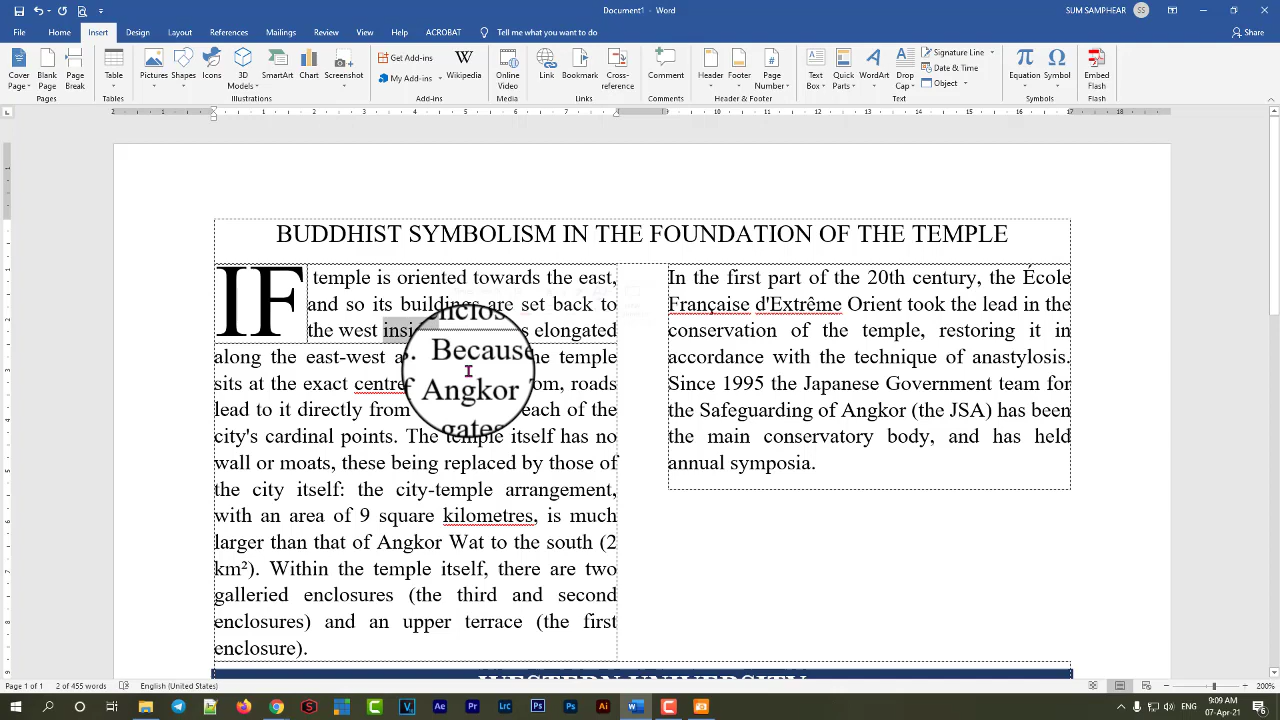 Document1 - Word
SUM SAMPHEAR
SS
File Home Insert Design Layout References Mailings Review View Help ACROBAT Tell me what you want to do
Share
Cover Page Blank Page Page Break Table Pictures Shapes Icons 3D Models SmartArt Chart Screenshot Get Add-ins My Add-ins Wikipedia Online Video Link Bookmark Cross-reference Comment Header Footer Page Number Text Box Quick Parts WordArt Drop Cap Signature Line Date & Time Object Equation Symbol Embed Flash
Pages Tables Illustrations Add-ins Media Links Comments Header & Footer Text Symbols Flash
BUDDHIST SYMBOLISM IN THE FOUNDATION OF THE TEMPLE
IF temple is oriented towards the east,
and so its buildings are set back to
the west insi s elongated
along the east-west a . Because he temple
sits at the exact centre f Angkor om, roads
lead to it directly from gates each of the
city's cardinal points. The temple itself has no
wall or moats, these being replaced by those of
the city itself: the city-temple arrangement,
with an area of 9 square kilometres, is much
larger than that of Angkor Wat to the south (2
km²). Within the temple itself, there are two
galleried enclosures (the third and second
enclosures) and an upper terrace (the first
enclosure).
In the first part of the 20th century, the École
Française d'Extrême Orient took the lead in the
conservation of the temple, restoring it in
accordance with the technique of anastylosis.
Since 1995 the Japanese Government team for
the Safeguarding of Angkor (the JSA) has been
the main conservatory body, and has held
annual symposia.
Page 1 of 1 2 of 455 words English (United States) 200%
9:09 AM
07-Apr-21